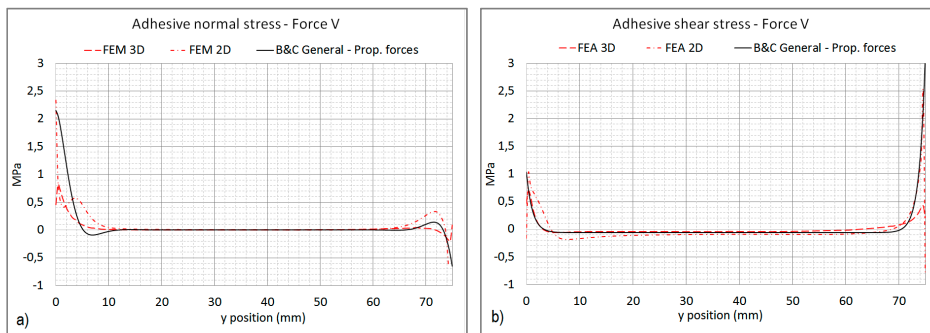 Adhesive normal stress - Force V
FEM 3D FEM 2D B&C General - Prop. forces
3
2,5
2
1,5
1
0,5
0
-0,5
-1
MPa
0 10 20 30 40 50 60 70
y position (mm)
a)
Adhesive shear stress - Force V
FEA 3D FEA 2D B&C General - Prop. forces
3
2,5
2
1,5
1
0,5
0
-0,5
-1
MPa
0 10 20 30 40 50 60 70
y position (mm)
b)